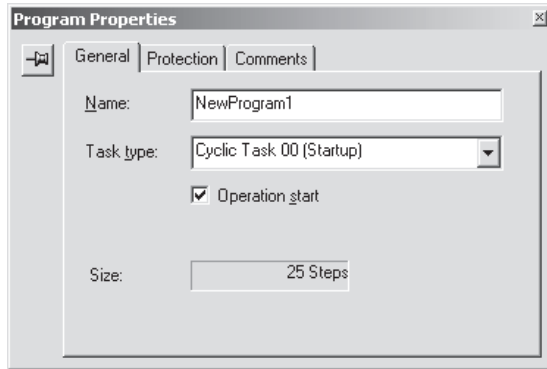 Program Properties
General Protection Comments
Name: NewProgram1
Task type: Cyclic Task 00 (Startup)
Operation start
Size: 25 Steps